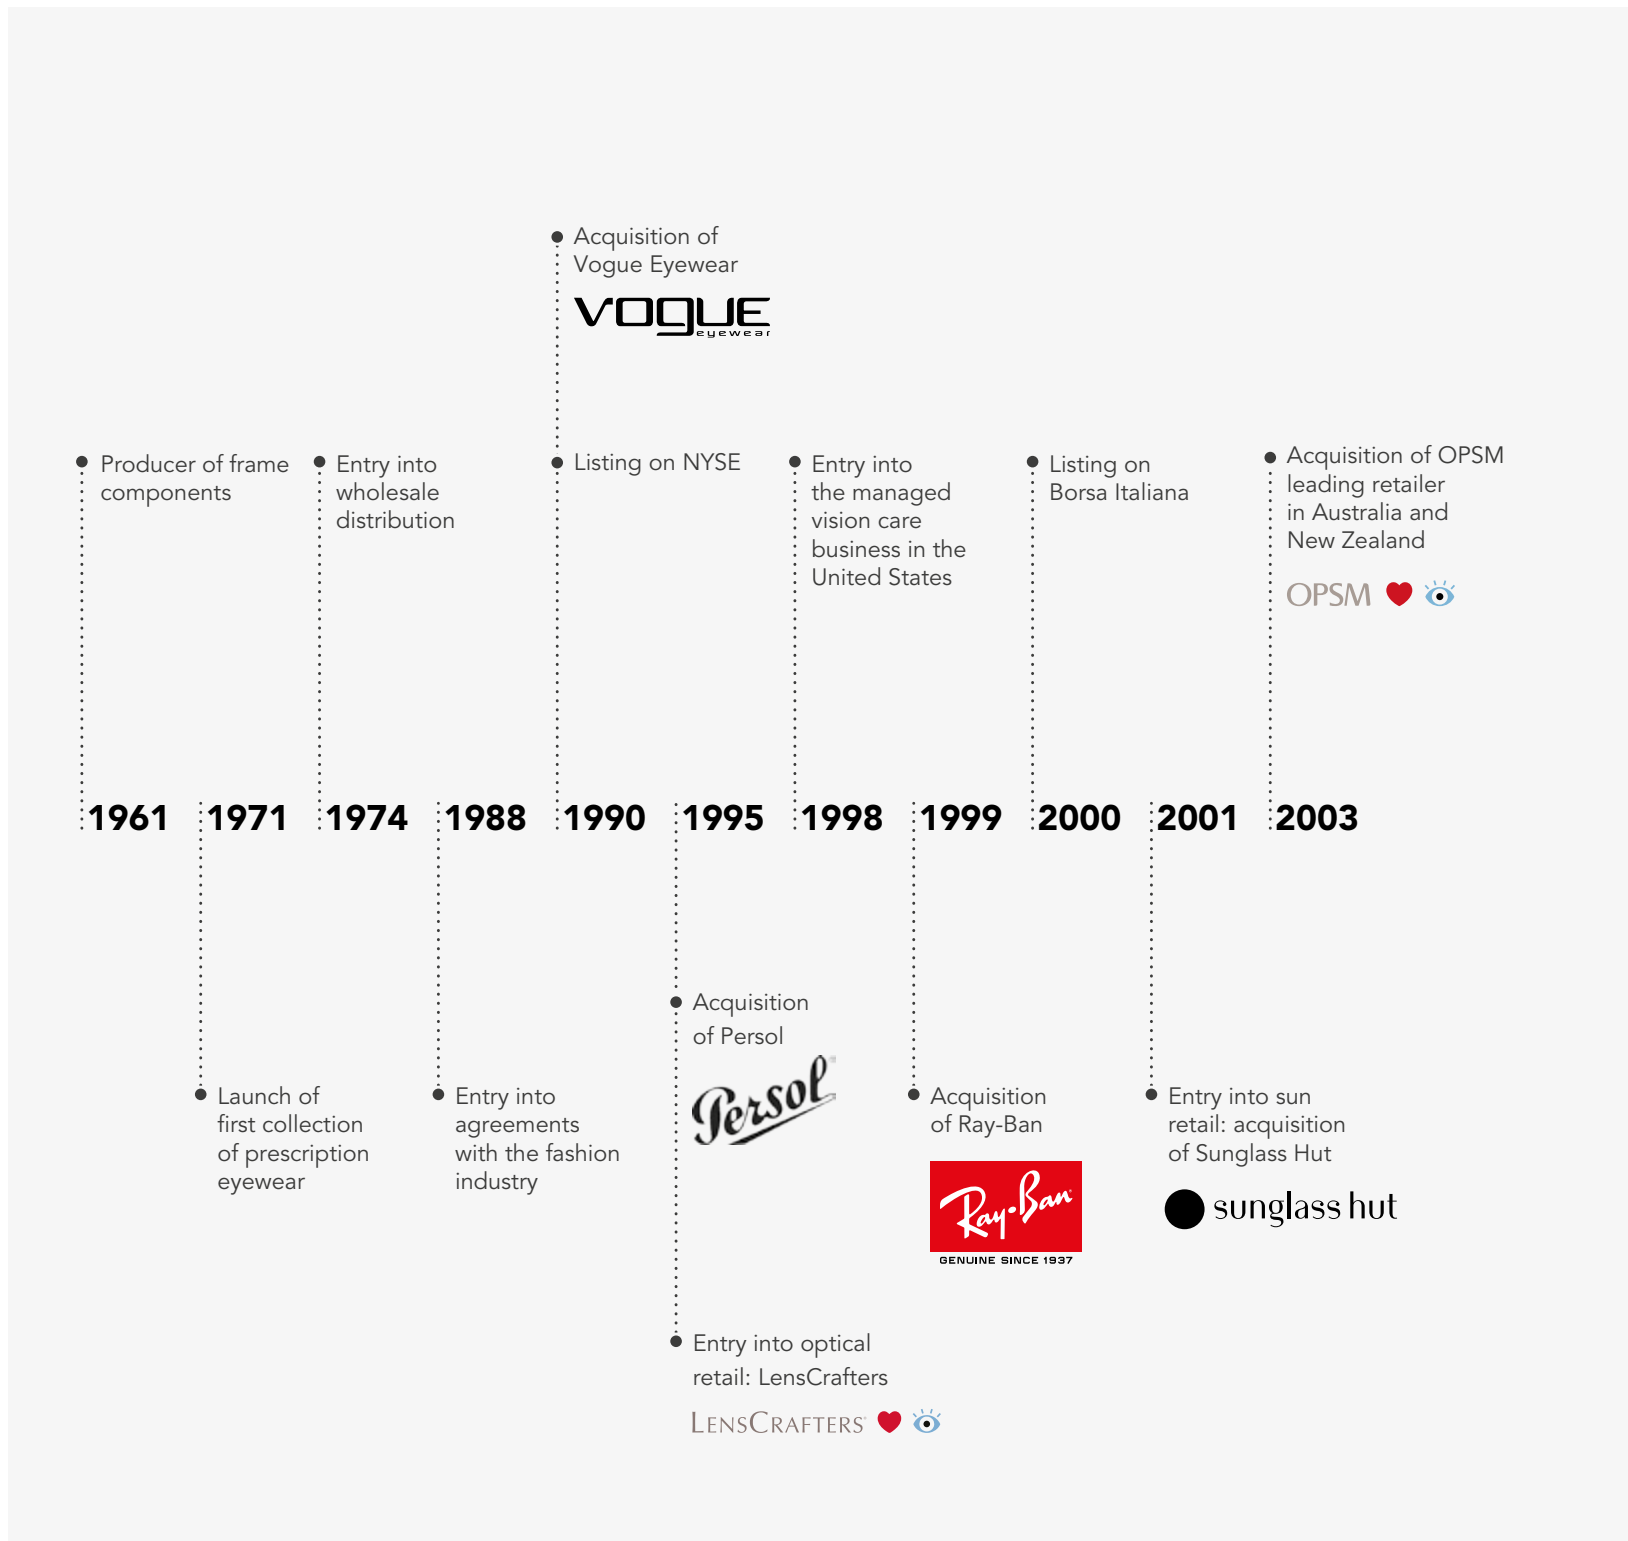 Acquisition of
Vogue Eyewear
VOGUE
eyewear
Producer of frame
components
Entry into
wholesale
distribution
Listing on NYSE
Entry into
the managed
vision care
business in the
United States
Listing on
Borsa Italiana
Acquisition of OPSM
leading retailer
in Australia and
New Zealand
OPSM
1961 1971 1974 1988 1990 1995 1998 1999 2000 2001 2003
Launch of
first collection
of prescription
eyewear
Entry into
agreements
with the fashion
industry
Acquisition
of Persol
Persol
Entry into optical
retail: LensCrafters
LENSCRAFTERS
Acquisition
of Ray-Ban
Ray-Ban
GENUINE SINCE 1937
Entry into sun
retail: acquisition
of Sunglass Hut
sunglass hut